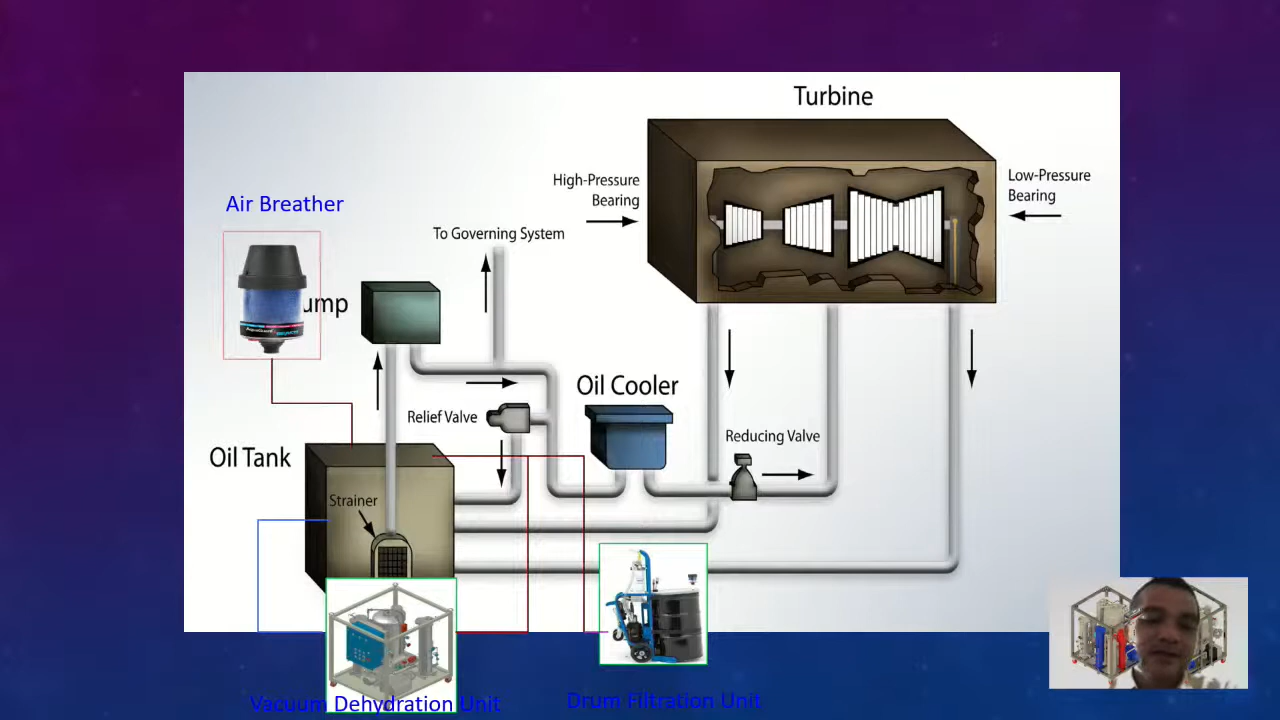 Turbine
High-Pressure
Bearing
Low-Pressure
Bearing
Air Breather
To Governing System
ump
Oil Cooler
Relief Valve
Reducing Valve
Oil Tank
Strainer
Vacuum Dehydration Unit
Drum Filtration Unit